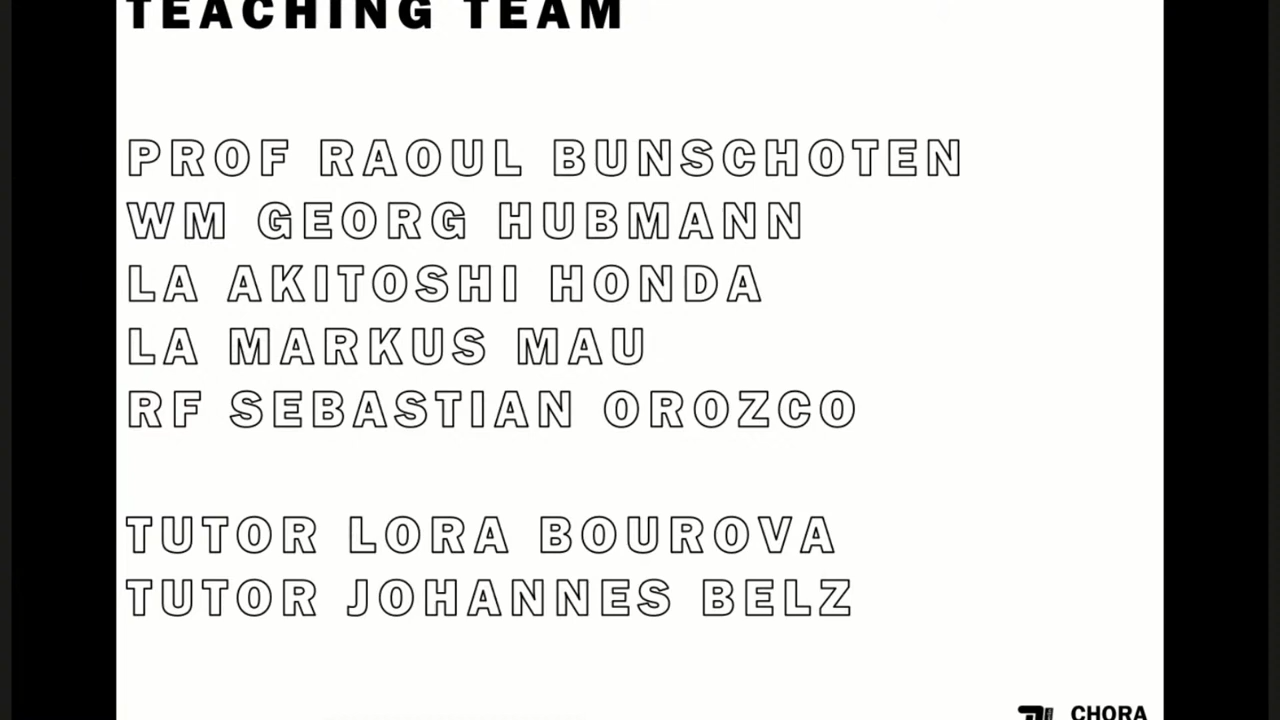 TEACHING TEAM
PROF RAOUL BUNSCHOTEN
WM GEORG HUBMANN
LA AKITOSHI HONDA
LA MARKUS MAU
RF SEBASTIAN OROZCO
TUTOR LORA BOUROVA
TUTOR JOHANNES BELZ
CHORA